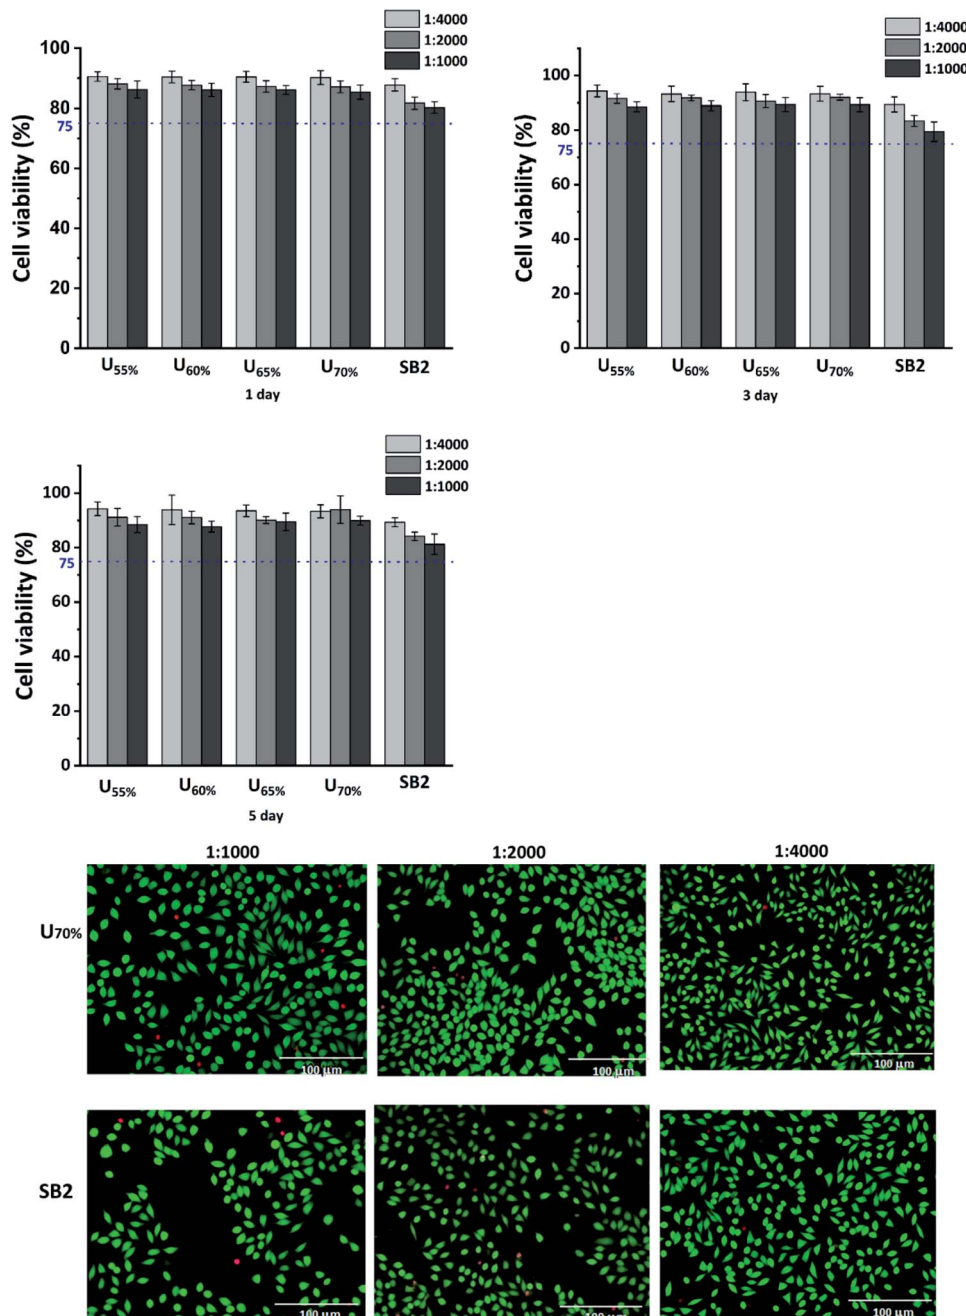 1:4000
1:2000
1:1000
100
80
75
60
40
20
0
Cell viability (%)
U55% U60% U65% U70% SB2
1 day
1:4000
1:2000
1:1000
100
80
75
60
40
20
0
Cell viability (%)
U55% U60% U65% U70% SB2
3 day
1:4000
1:2000
1:1000
100
80
75
60
40
20
0
Cell viability (%)
U55% U60% U65% U70% SB2
5 day
1:1000 1:2000 1:4000
U70%
100 μm 100 μm 100 μm
SB2
100 μm 100 μm 100 μm